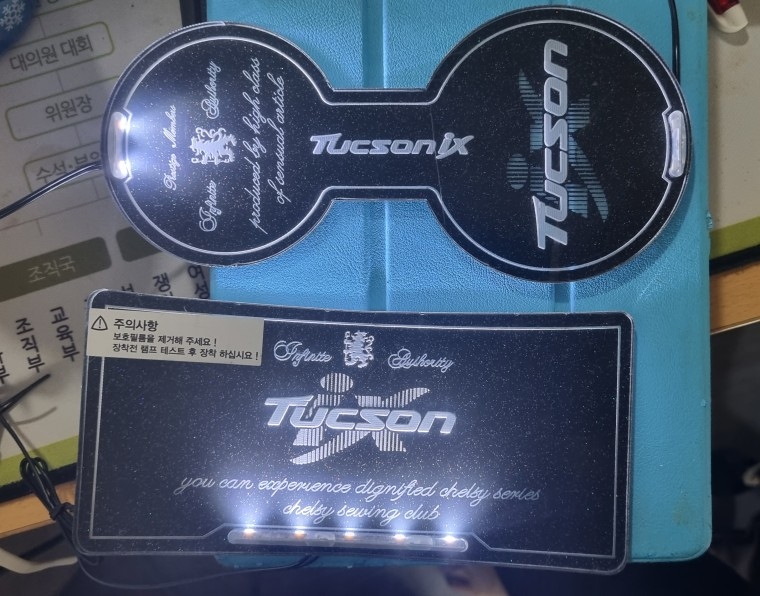 대의원 대회
위원장
조직국
조직부
교육부
Prestige Members
Infinite Authority
produced by high class
of sensual article
Tucson ix
Tucson
주의사항
보호필름을 제거해 주세요 !
장착전 램프 테스트 후 장착 하십시요 !
Infinite Authority
Tucson
ix
you can experience dignified chelsy series
chelsy sewing club